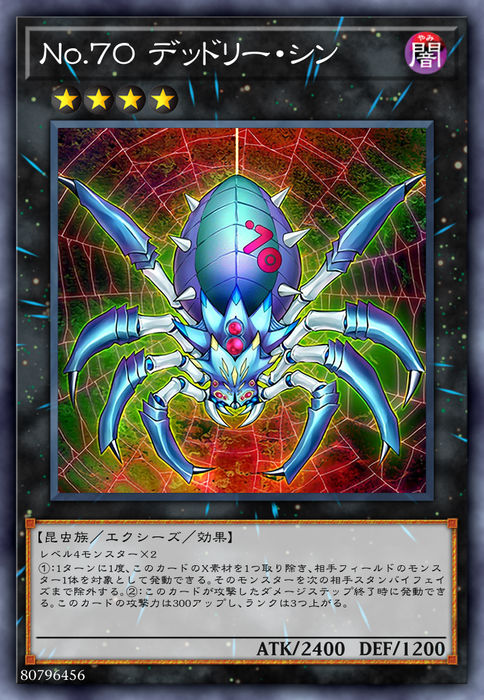 No.70 デッドリー・シン
やみ
闇
70
【昆虫族／エクシーズ／効果】
レベル4モンスター×2
①:1ターンに1度、このカードのX素材を1つ取り除き、相手フィールドのモンス
ター1体を対象として発動できる。そのモンスターを次の相手スタンバイフェイ
ズまで除外する。②:このカードが攻撃したダメージステップ終了時に発動でき
る。このカードの攻撃力は300アップし、ランクは3つ上がる。
ATK/2400 DEF/1200
80796456